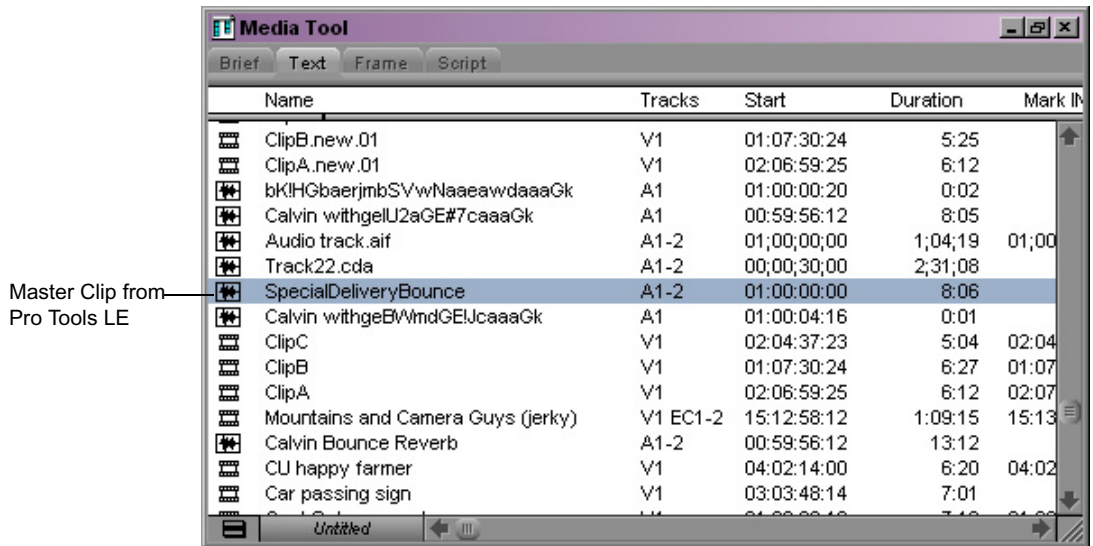 Media Tool
Brief Text Frame Script
Name Tracks Start Duration Mark IN
ClipB.new.01 V1 01:07:30:24 5:25
ClipA.new.01 V1 02:06:59:25 6:12
bK!HGbaerjmbSVwNaaeawdaaaGk A1 01:00:00:20 0:02
Calvin withgelU2aGE#7caaaGk A1 00:59:56:12 8:05
Audio track.aif A1-2 01;00;00;00 1;04;19 01;00
Track22.cda A1-2 00;00;30;00 2;31;08
Master Clip from
Pro Tools LE
SpecialDeliveryBounce A1-2 01:00:00:00 8:06
Calvin withgeBWmdGE!JcaaaGk A1 01:00:04:16 0:01
ClipC V1 02:04:37:23 5:04 02:04
ClipB V1 01:07:30:24 6:27 01:07
ClipA V1 02:06:59:25 6:12 02:07
Mountains and Camera Guys (jerky) V1 EC1-2 15:12:58:12 1:09:15 15:13
Calvin Bounce Reverb A1-2 00:59:56:12 13:12
CU happy farmer V1 04:02:14:00 6:20 04:02
Car passing sign V1 03:03:48:14 7:01
Untitled